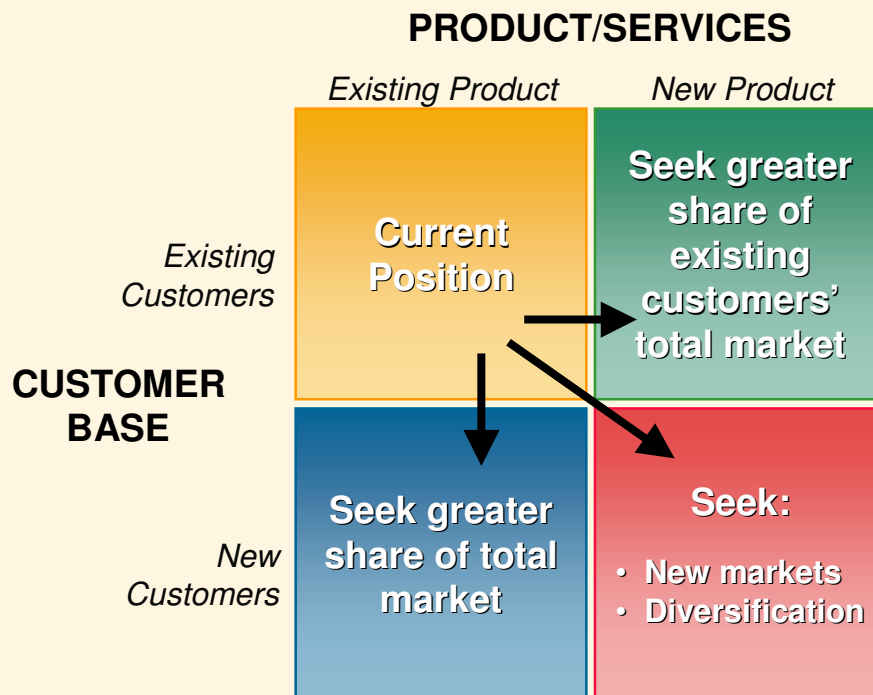 PRODUCT/SERVICES
Existing Product
New Product
Existing
Customers
Current
Position
Seek greater
share of
existing
customers’
total market
CUSTOMER
BASE
New
Customers
Seek greater
share of total
market
Seek:
• New markets
• Diversification